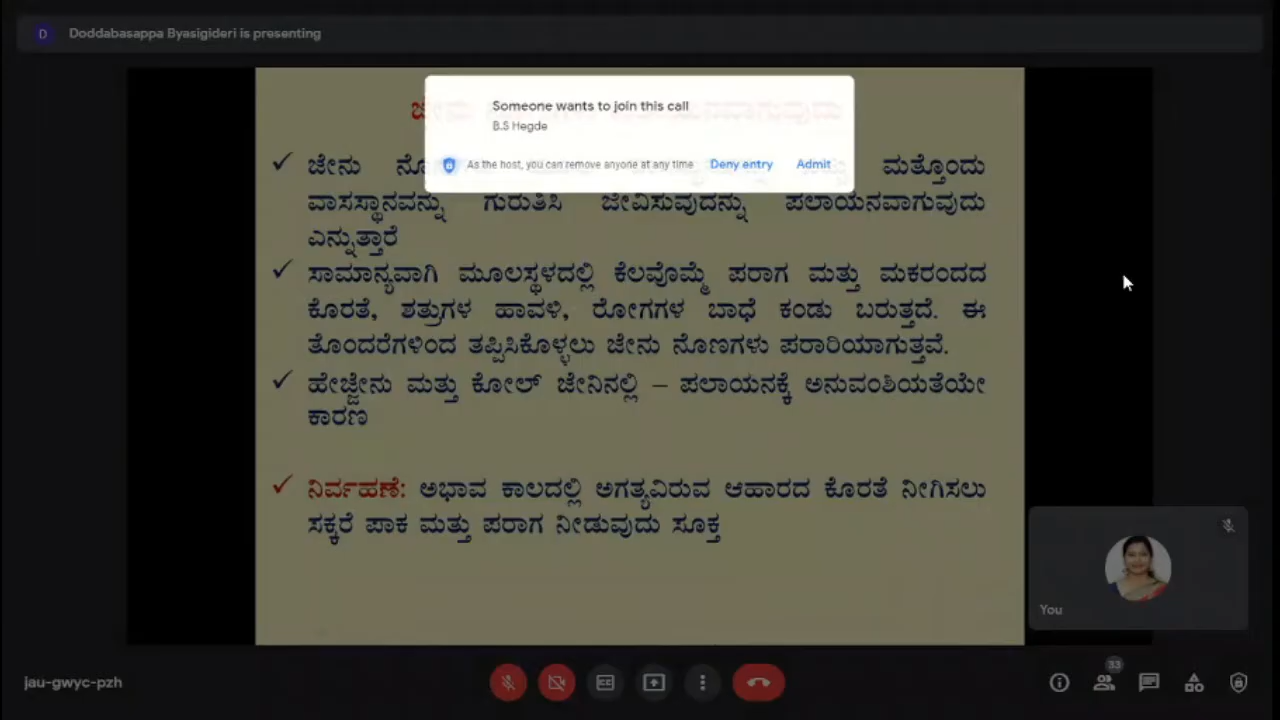 D Doddabasappa Byasigideri is presenting
Someone wants to join this call
B.S Hegde
As the host, you can remove anyone at any time Deny entry Admit
ಜೇನು ಮತ್ತೊಂದು
ವಾಸಸ್ಥಾನವನ್ನು ಗುರುತಿಸಿ ಜೀವಿಸುವುದನ್ನು ಪಲಾಯನವಾಗುವುದು
ಎನ್ನುತ್ತಾರೆ
ಸಾಮಾನ್ಯವಾಗಿ ಮೂಲಸ್ಥಳದಲ್ಲಿ ಕೆಲವೊಮ್ಮೆ ಪರಾಗ ಮತ್ತು ಮಕರಂದದ
ಕೊರತೆ, ಶತ್ರುಗಳ ಹಾವಳಿ, ರೋಗಗಳ ಬಾಧೆ ಕಂಡು ಬರುತ್ತದೆ. ಈ
ತೊಂದರೆಗಳಿಂದ ತಪ್ಪಿಸಿಕೊಳ್ಳಲು ಜೇನು ನೊಣಗಳು ಪರಾರಿಯಾಗುತ್ತವೆ.
ಹೇಜ್ಜೇನು ಮತ್ತು ಕೋಲ್ ಜೇನಿನಲ್ಲಿ – ಪಲಾಯನಕ್ಕೆ ಅನುವಂಶಿಯತೆಯೇ
ಕಾರಣ
ನಿರ್ವಹಣೆ: ಅಭಾವ ಕಾಲದಲ್ಲಿ ಅಗತ್ಯವಿರುವ ಆಹಾರದ ಕೊರತೆ ನೀಗಿಸಲು
ಸಕ್ಕರೆ ಪಾಕ ಮತ್ತು ಪರಾಗ ನೀಡುವುದು ಸೂಕ್ತ
You
jau-gwyc-pzh
33